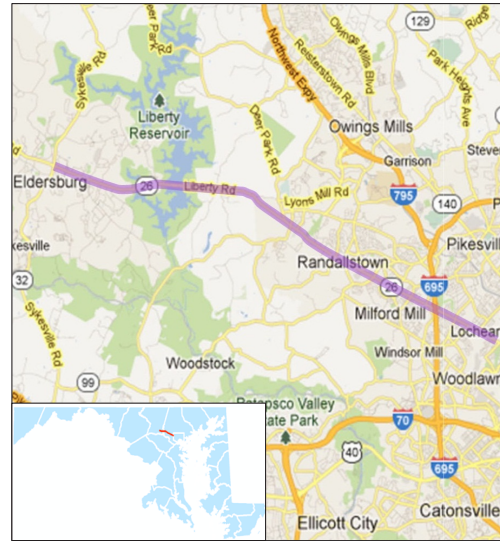 129
Ridge
Deer Park
Rd
Sykesville Rd
Northwest Expy
Reisterstown Rd
Owings Mills Blvd
Park Heights Ave
Liberty
Reservoir
Deer Park Rd
Owings Mills
Garrison
Steven
Rd
Eldersburg
26
Liberty Rd
Lyons Mill Rd
795
140
Pikesville
kesville
Randallstown
32
26
695
Milford Mill
Lochear
Sykesville Rd
Windsor Mill
Woodstock
Woodlawn
99
Patapsco Valley
State Park
70
40
695
Catonsville
Ellicott City